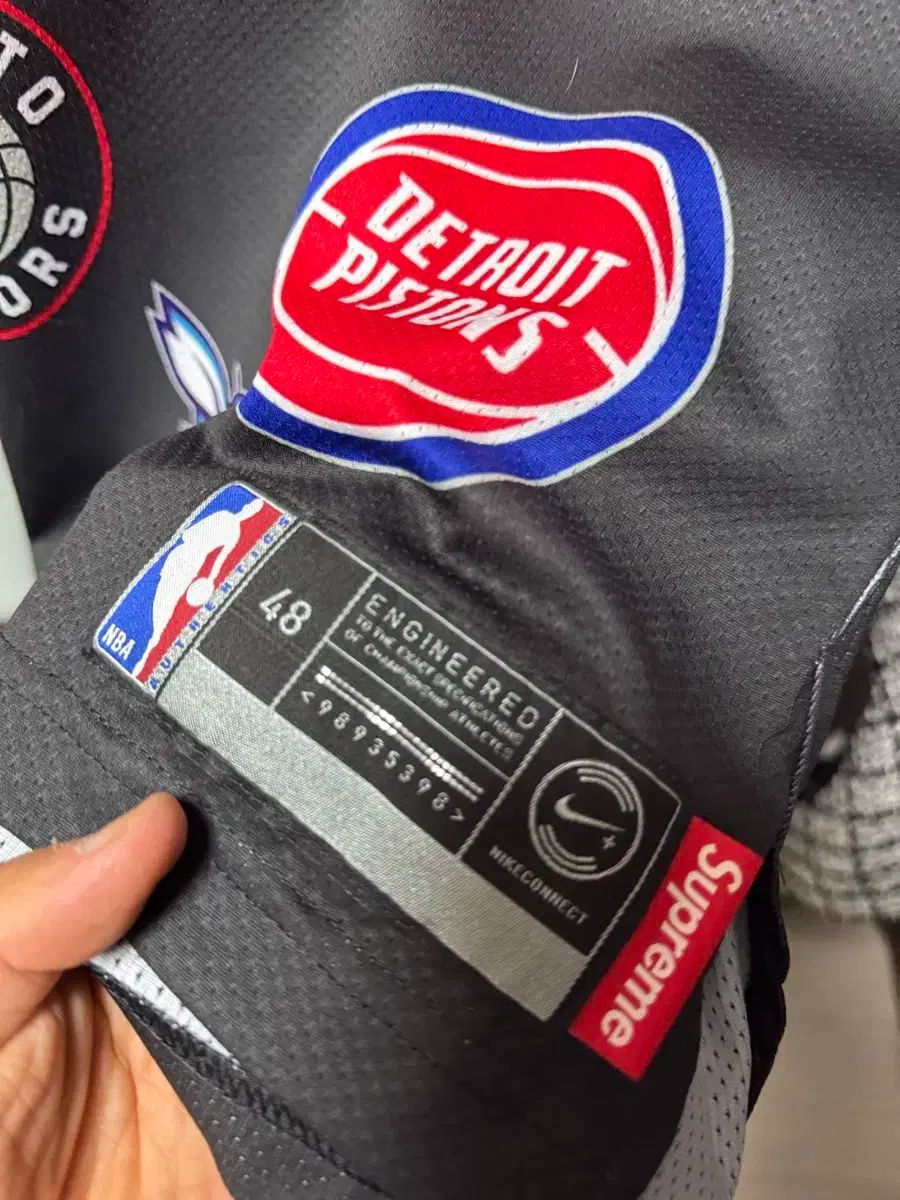 TO
ORS
DETROIT
PISTONS
NBA
AUTHENTICS
48
ENGINEERED
TO THE EXACT SPECIFICATIONS
OF CHAMPIONSHIP ATHLETES
<98935398>
NIKECONNECT
Supreme